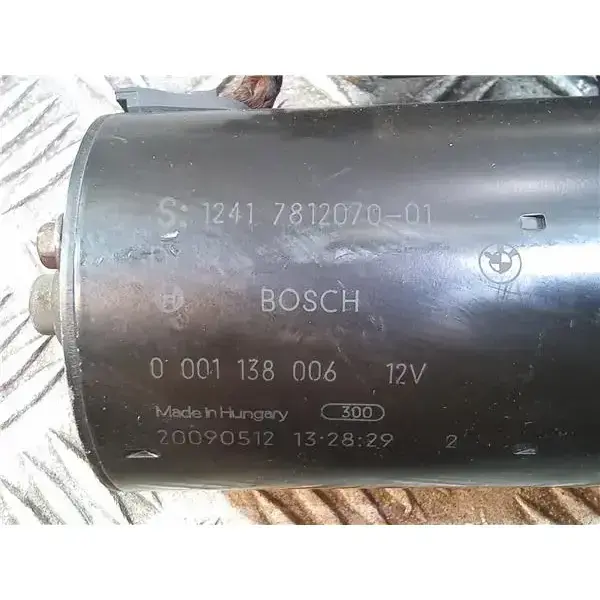 S: 1241 7812070-01
BOSCH
0 001 138 006 12V
Made in Hungary 300
20090512 13:28:29 2